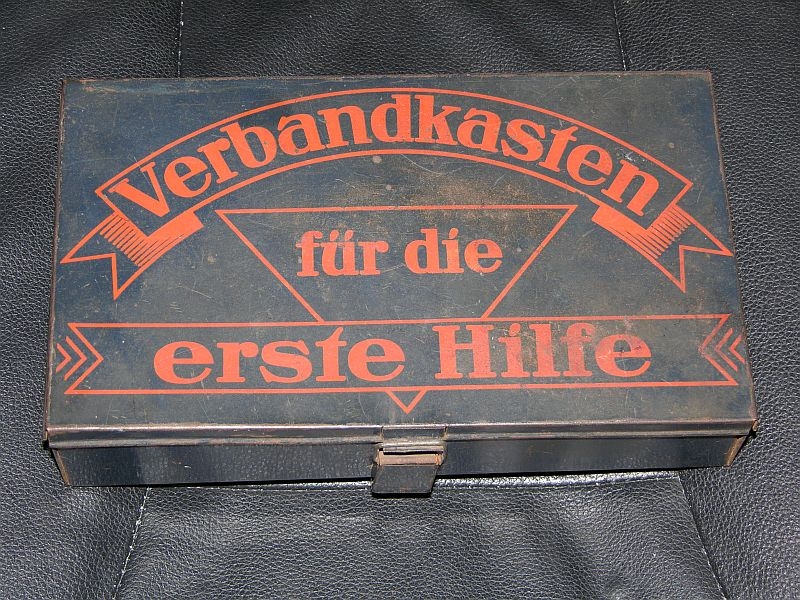 Verbandkasten
für die
erste Hilfe